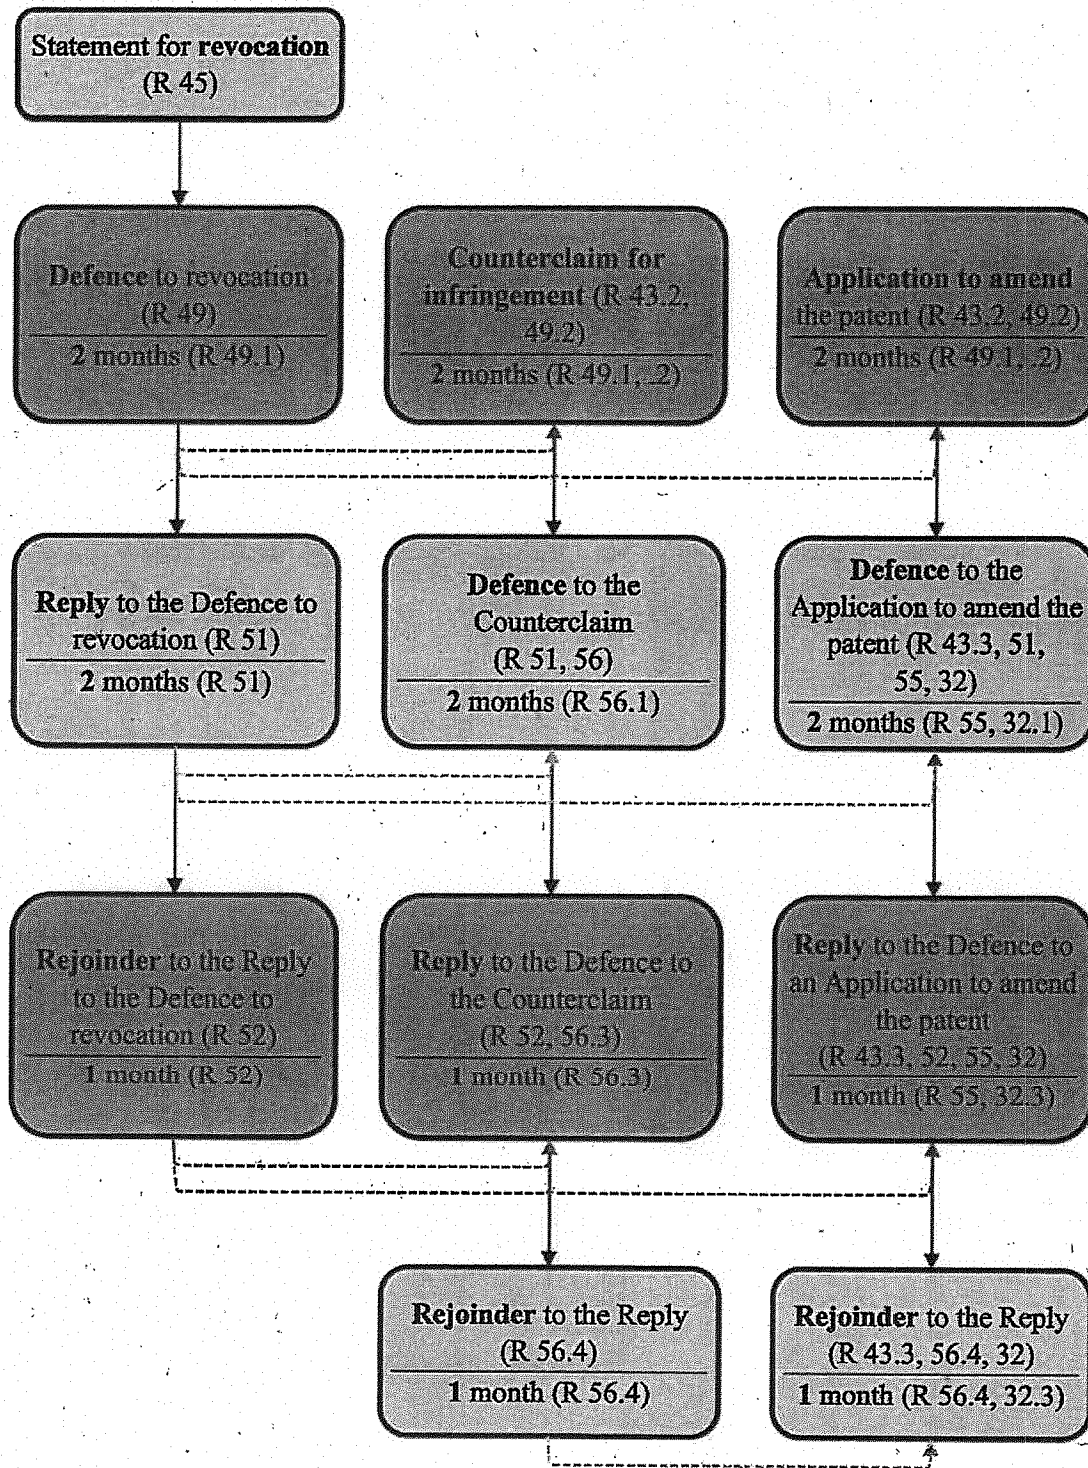 Statement for revocation
(R 45)
Defence to revocation
(R 49)
2 months (R 49.1)
Counterclaim for
infringement (R 43.2,
49.2)
2 months (R 49.1, .2)
Application to amend
the patent (R 43.2, 49.2)
2 months (R 49.1, .2)
Reply to the Defence to
revocation (R 51)
2 months (R 51)
Defence to the
Counterclaim
(R 51, 56)
2 months (R 56.1)
Defence to the
Application to amend the
patent (R 43.3, 51,
55, 32)
2 months (R 55, 32.1)
Rejoinder to the Reply
to the Defence to
revocation (R 52)
1 month (R 52)
Reply to the Defence to
the Counterclaim
(R 52, 56.3)
1 month (R 56.3)
Reply to the Defence to
an Application to amend
the patent
(R 43.3, 52, 55, 32)
1 month (R 55, 32.3)
Rejoinder to the Reply
(R 56.4)
1 month (R 56.4)
Rejoinder to the Reply
(R 43.3, 56.4, 32)
1 month (R 56.4, 32.3)